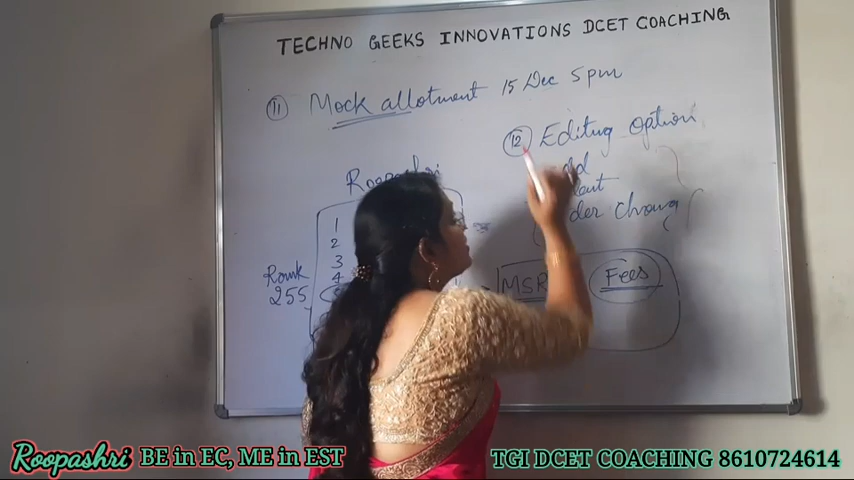 TECHNO GEEKS INNOVATIONS DCET COACHING
11 Mock allotment 15 Dec 5pm
12 Editing Option
Roopashri
1
2
3
4
Rank
255
Fees
Roopashri BE in EC, ME in EST
TGI DCET COACHING 8610724614